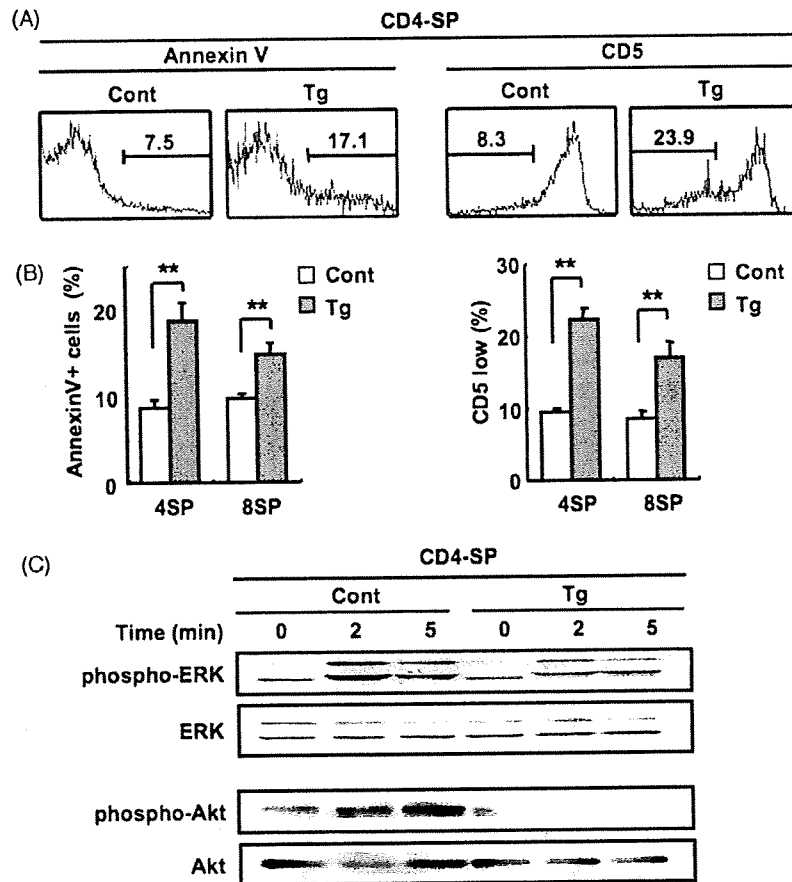 (A)
CD4-SP
Annexin V
CD5
Cont
Tg
Cont
Tg
7.5
17.1
8.3
23.9
(B)
AnnexinV+ cells (%)
20
10
0
**
**
Cont
Tg
4SP
8SP
CD5 low (%)
30
20
10
0
**
**
Cont
Tg
4SP
8SP
(C)
CD4-SP
Cont
Tg
Time (min)
0
2
5
0
2
5
phospho-ERK
ERK
phospho-Akt
Akt